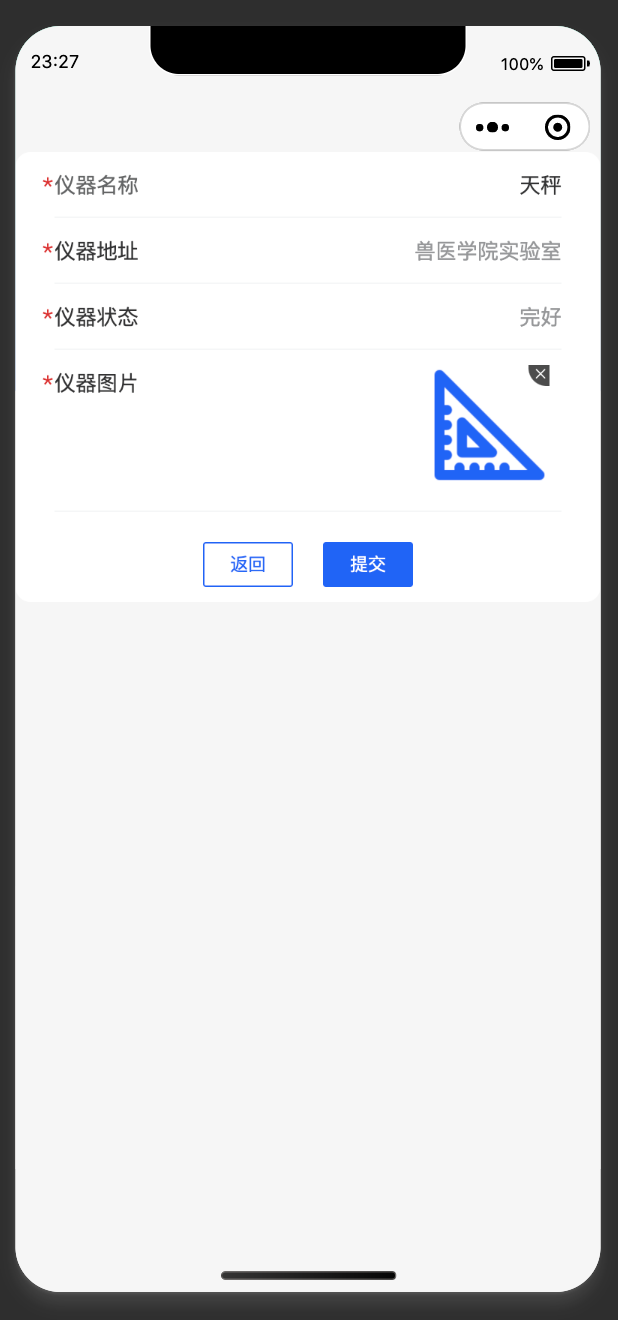 23:27
100%
*仪器名称 天秤
*仪器地址 兽医学院实验室
*仪器状态 完好
*仪器图片
返回 提交